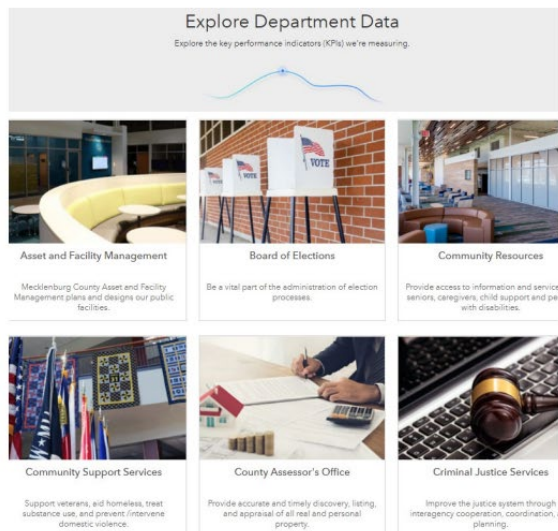 Explore Department Data
Explore the key performance indicators (KPIs) we're measuring.
VOTE
VOTE
VOTE
Asset and Facility Management
Mecklenburg County Asset and Facility
Management plans and designs our public
facilities.
Board of Elections
Be a vital part of the administration of election
processes.
Community Resources
Provide access to information and service
seniors, caregivers, child support and pe
with disabilities.
Community Support Services
Support veterans, aid homeless, treat
substance use, and prevent /intervene
domestic violence.
County Assessor's Office
Provide accurate and timely discovery, listing,
and appraisal of all real and personal
property.
Criminal Justice Services
Improve the justice system through
interagency cooperation, coordination
planning.